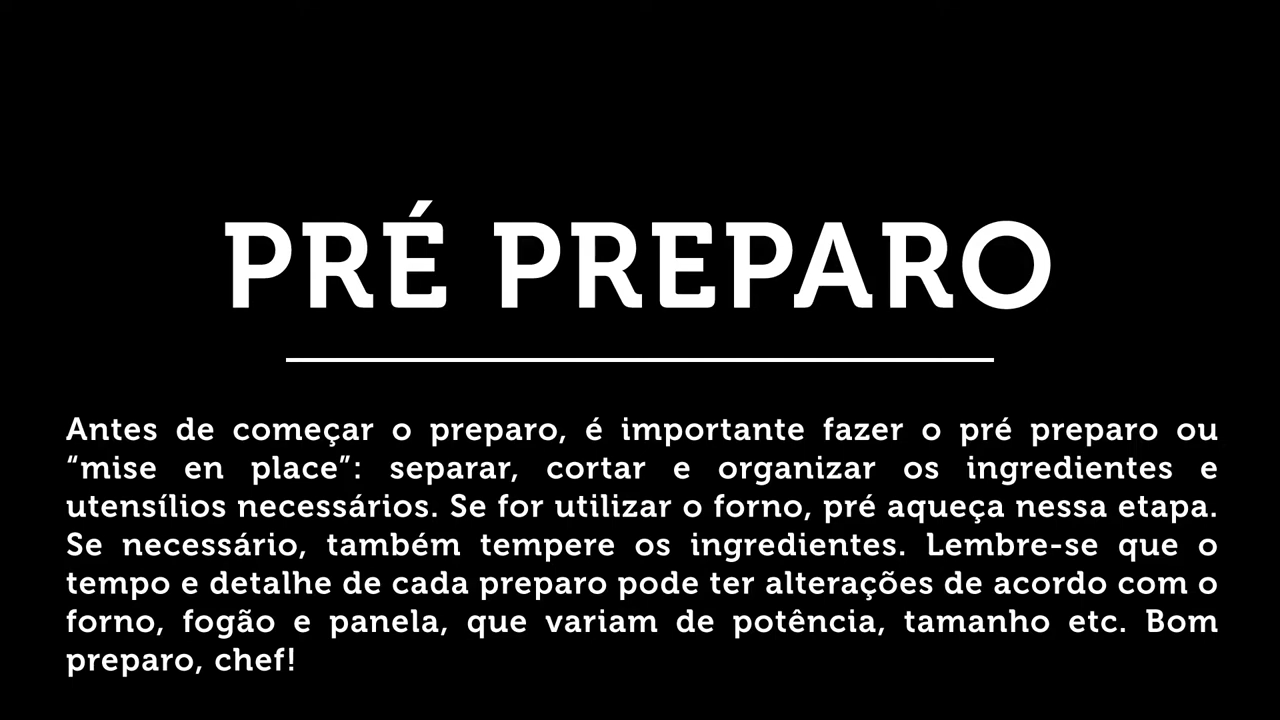 PRÉ PREPARO
Antes de começar o preparo, é importante fazer o pré preparo ou
“mise en place”: separar, cortar e organizar os ingredientes e
utensílios necessários. Se for utilizar o forno, pré aqueça nessa etapa.
Se necessário, também tempere os ingredientes. Lembre-se que o
tempo e detalhe de cada preparo pode ter alterações de acordo com o
forno, fogão e panela, que variam de potência, tamanho etc. Bom
preparo, chef!